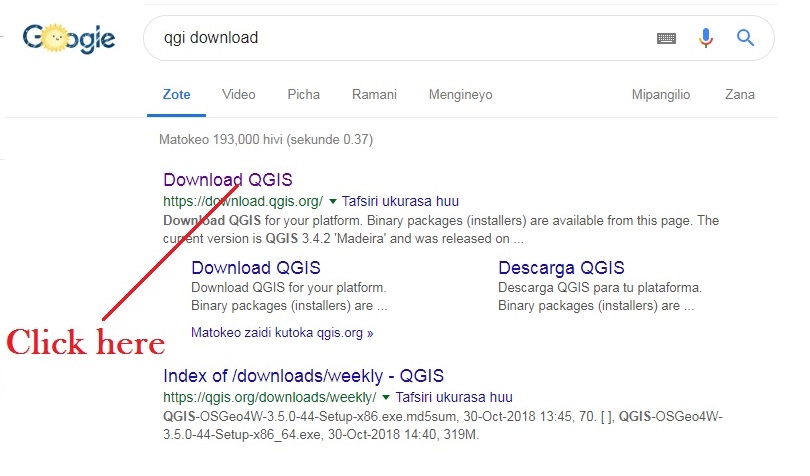 Google
qgi download
Zote Video Picha Ramani Mengineyo Mipangilio Zana
Matokeo 193,000 hivi (sekunde 0.37)
Download QGIS
https://download.qgis.org/ ▼ Tafsiri ukurasa huu
Download QGIS for your platform. Binary packages (installers) are available from this page. The
current version is QGIS 3.4.2 'Madeira' and was released on ...
Download QGIS
Download QGIS for your platform.
Binary packages (installers) are ...
Descarga QGIS
Descarga QGIS para tu plataforma.
Binary packages (installers) are ...
Matokeo zaidi kutoka qgis.org »
Click here
Index of /downloads/weekly - QGIS
https://qgis.org/downloads/weekly/ ▼ Tafsiri ukurasa huu
QGIS-OSGeo4W-3.5.0-44-Setup-x86.exe.md5sum, 30-Oct-2018 13:45, 70. [ ], QGIS-OSGeo4W-
3.5.0-44-Setup-x86_64.exe, 30-Oct-2018 14:40, 319M.